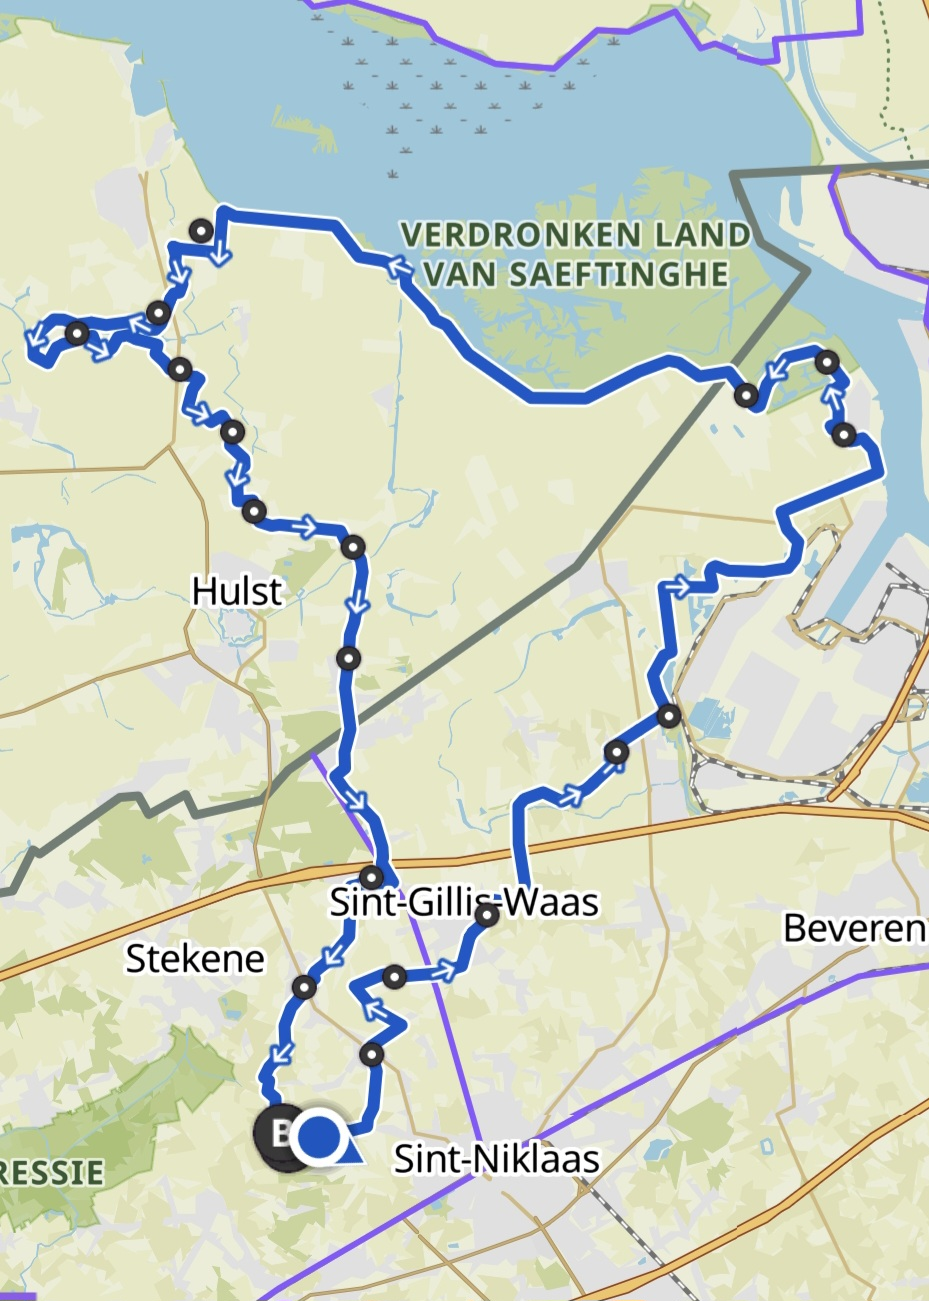 VERDRONKEN LAND
VAN SAEFTINGHE
Hulst
Sint-Gillis-Waas
Stekene
Beveren
B
RESSIE
Sint-Niklaas